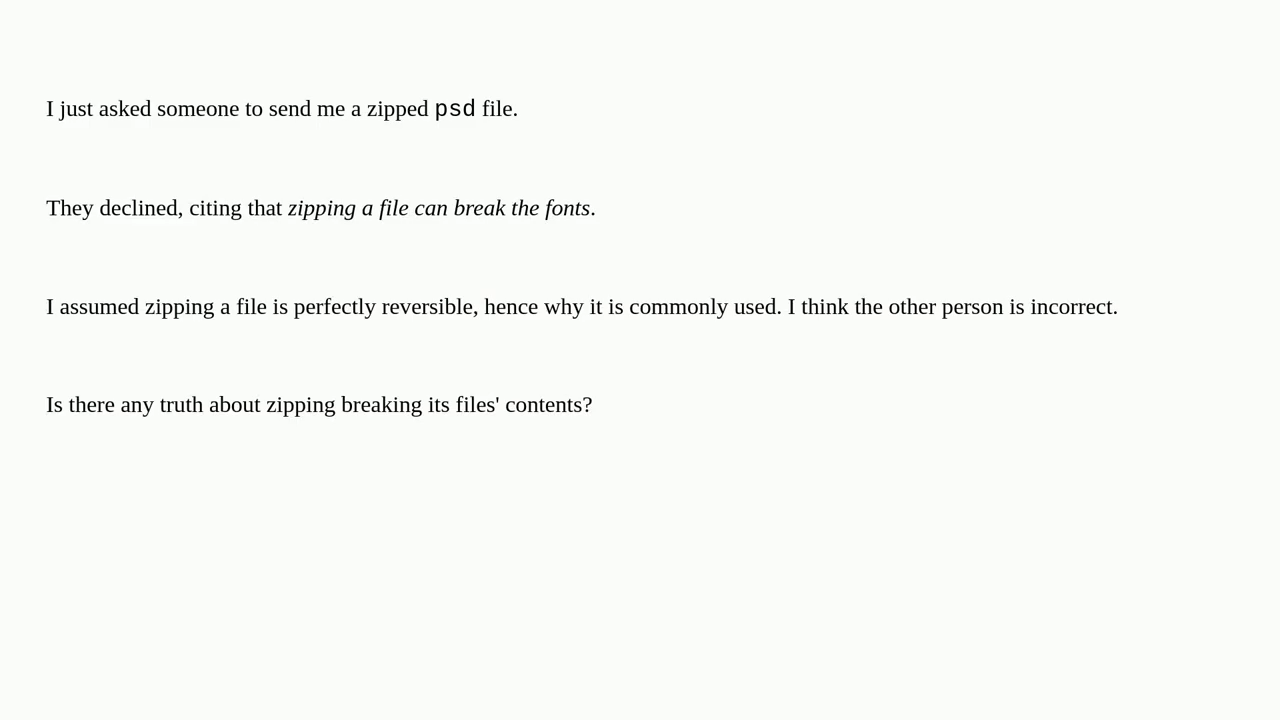 I just asked someone to send me a zipped psd file.
They declined, citing that zipping a file can break the fonts.
I assumed zipping a file is perfectly reversible, hence why it is commonly used. I think the other person is incorrect.
Is there any truth about zipping breaking its files' contents?